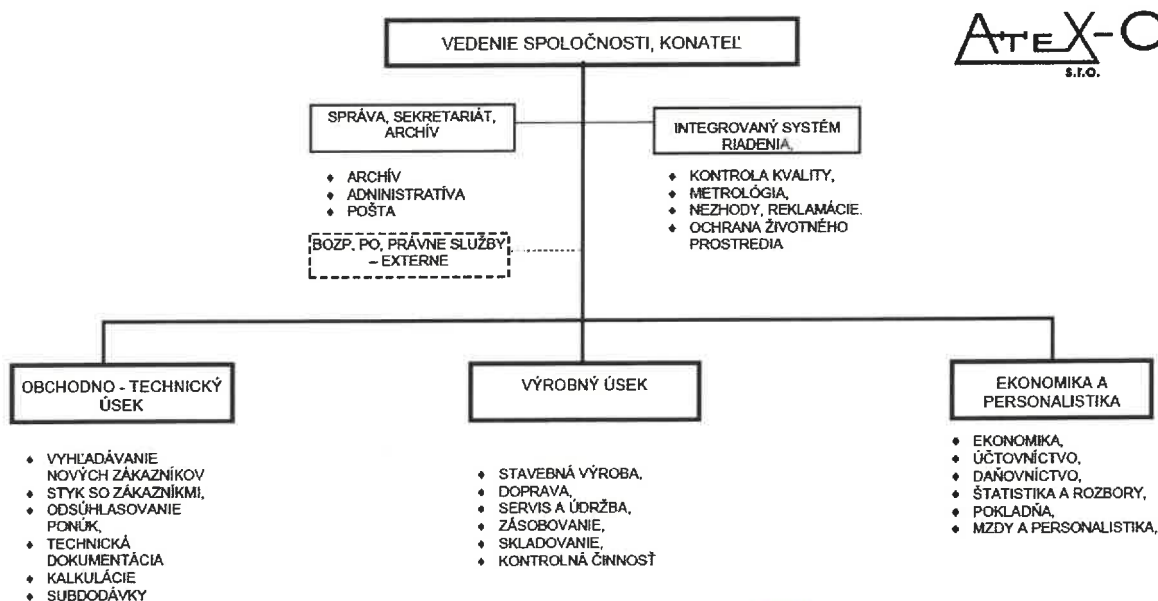 VEDENIE SPOLOČNOSTI, KONATEĽ
ATEX-O
s.r.o.
SPRÁVA, SEKRETARIÁT,
ARCHÍV
INTEGROVANÝ SYSTÉM
RIADENIA,
♦ ARCHÍV
♦ ADNINISTRATÍVA
♦ POŠTA
♦ KONTROLA KVALITY,
♦ METROLÓGIA,
♦ NEZHODY, REKLAMÁCIE.
♦ OCHRANA ŽIVOTNÉHO
PROSTREDIA
BOZP, PO, PRÁVNE SLUŽBY
– EXTERNE
OBCHODNO - TECHNICKÝ
ÚSEK
♦ VYHĽADÁVANIE
NOVÝCH ZÁKAZNÍKOV
♦ STYK SO ZÁKAZNÍKMI,
♦ ODSÚHLASOVANIE
PONÚK,
♦ TECHNICKÁ
DOKUMENTÁCIA
♦ KALKULÁCIE
♦ SUBDODÁVKY
VÝROBNÝ ÚSEK
♦ STAVEBNÁ VÝROBA,
♦ DOPRAVA,
♦ SERVIS A ÚDRŽBA,
♦ ZÁSOBOVANIE,
♦ SKLADOVANIE,
♦ KONTROLNÁ ČINNOSŤ
EKONOMIKA A
PERSONALISTIKA
♦ EKONOMIKA,
♦ ÚČTOVNÍCTVO,
♦ DAŇOVNÍCTVO,
♦ ŠTATISTIKA A ROZBORY,
♦ POKLADŇA,
♦ MZDY A PERSONALISTIKA,